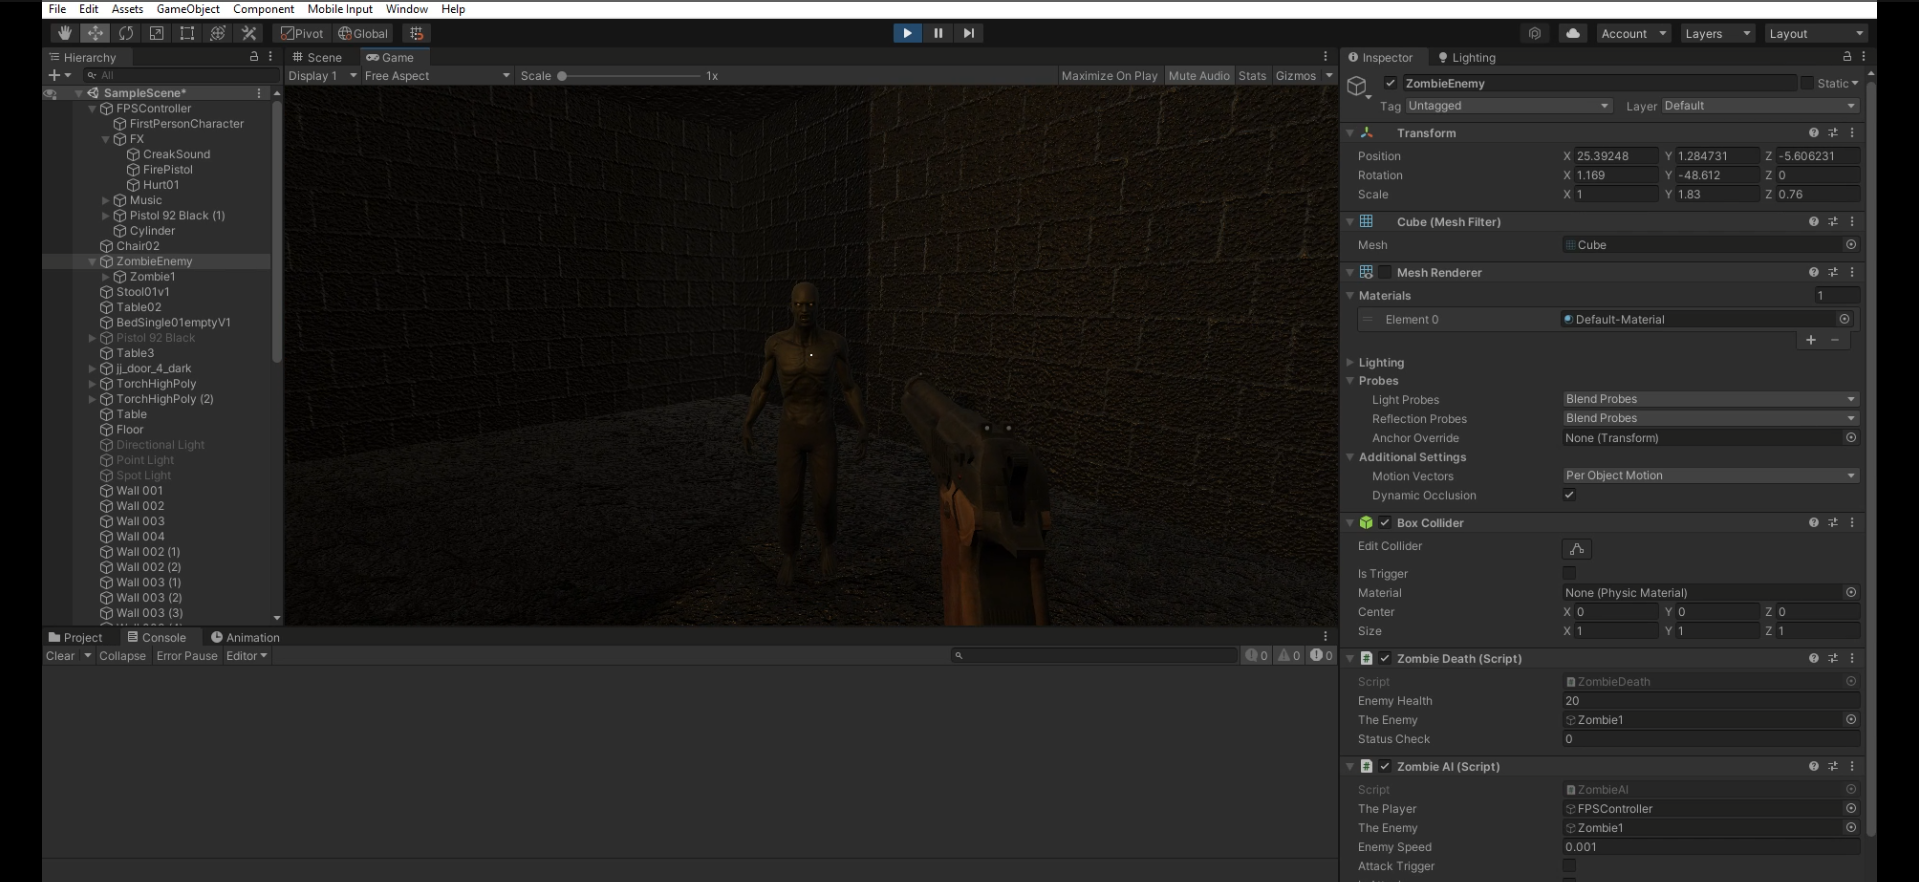 File Edit Assets GameObject Component Mobile Input Window Help
Pivot Global Account Layers Layout
Hierarchy
All
SampleScene*
FPSController
FirstPersonCharacter
FX
CreakSound
FirePistol
Hurt01
Music
Pistol 92 Black (1)
Cylinder
Chair02
ZombieEnemy
Zombie1
Stool01v1
Table02
BedSingle01emptyV1
Pistol 92 Black
Table3
jj_door_4_dark
TorchHighPoly
TorchHighPoly (2)
Table
Floor
Directional Light
Point Light
Spot Light
Wall 001
Wall 002
Wall 003
Wall 004
Wall 002 (1)
Wall 002 (2)
Wall 003 (1)
Wall 003 (2)
Wall 003 (3)
Scene Game
Display 1 Free Aspect Scale 1x Maximize On Play Mute Audio Stats Gizmos
Project Console Animation
Clear Collapse Error Pause Editor 0 0 0
Inspector Lighting
ZombieEnemy Static
Tag Untagged Layer Default
Transform
Position X 25.39248 Y 1.284731 Z -5.606231
Rotation X 1.169 Y -48.612 Z 0
Scale X 1 Y 1.83 Z 0.76
Cube (Mesh Filter)
Mesh Cube
Mesh Renderer
Materials 1
Element 0 Default-Material
Lighting
Probes
Light Probes Blend Probes
Reflection Probes Blend Probes
Anchor Override None (Transform)
Additional Settings
Motion Vectors Per Object Motion
Dynamic Occlusion
Box Collider
Edit Collider
Is Trigger
Material None (Physic Material)
Center X 0 Y 0 Z 0
Size X 1 Y 1 Z 1
Zombie Death (Script)
Script ZombieDeath
Enemy Health 20
The Enemy Zombie1
Status Check 0
Zombie AI (Script)
Script ZombieAI
The Player FPSController
The Enemy Zombie1
Enemy Speed 0.001
Attack Trigger